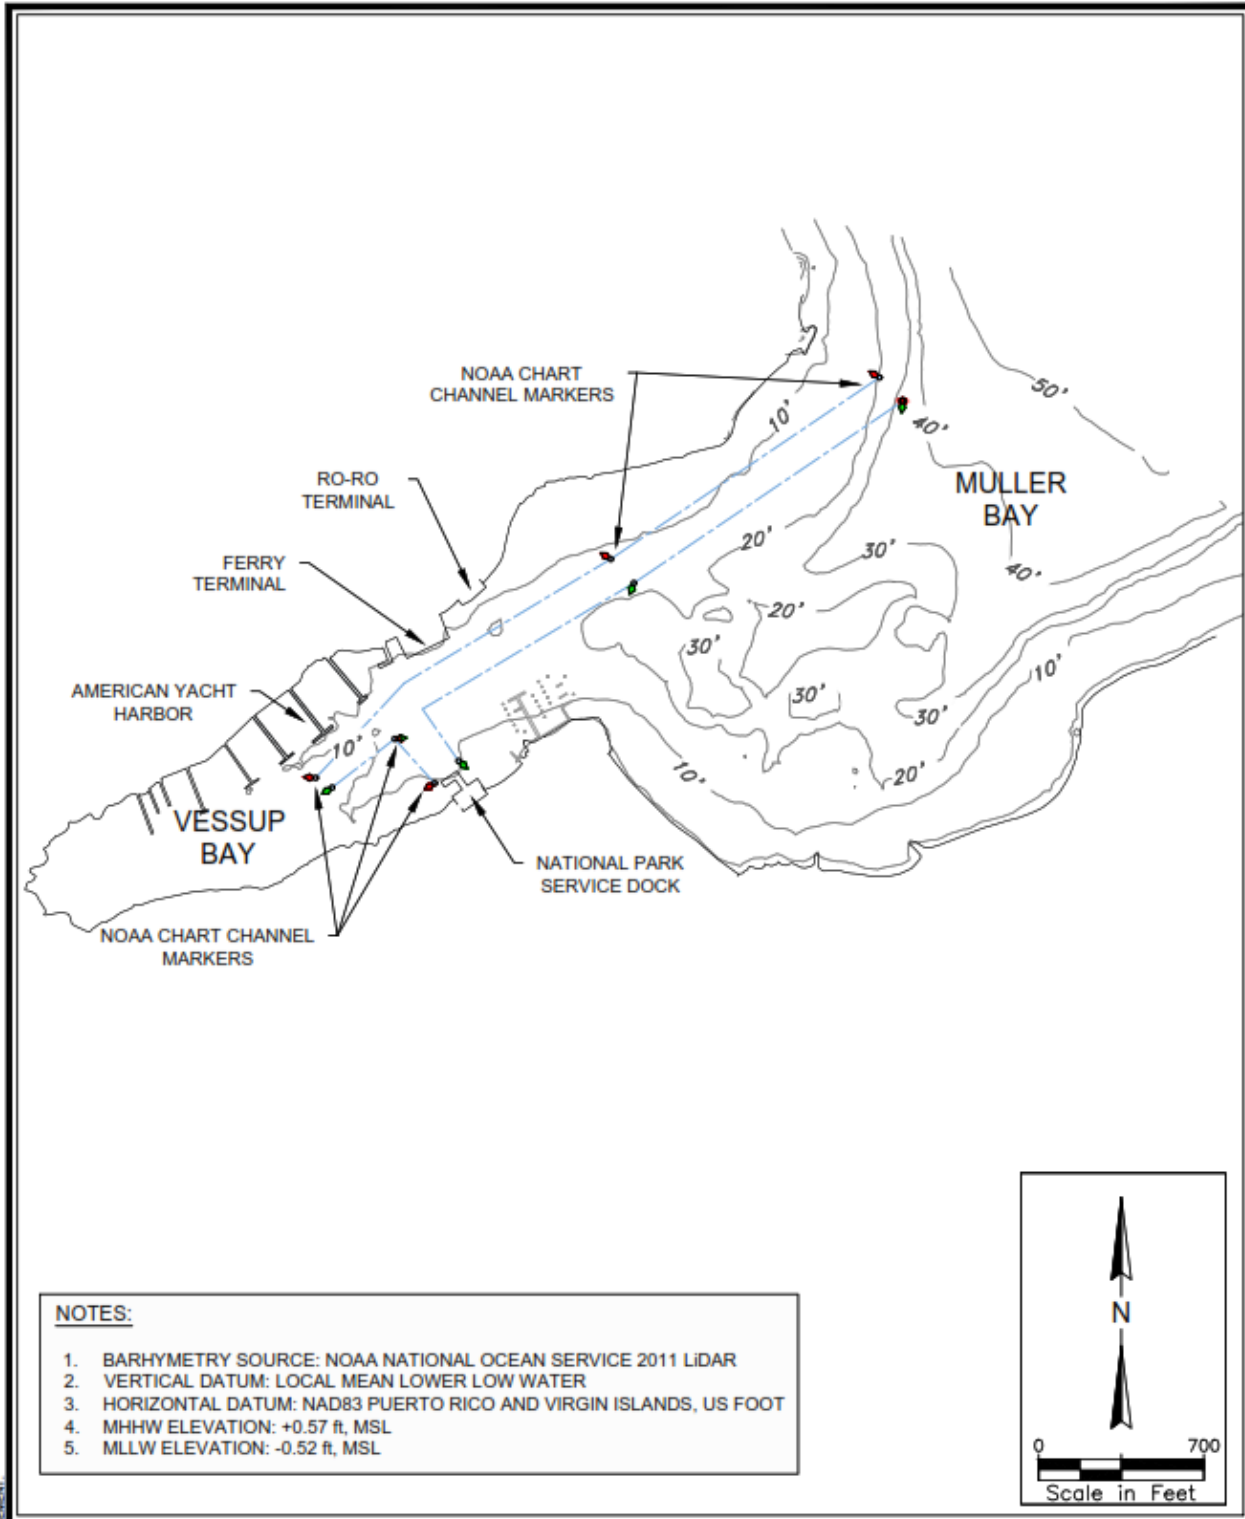 NOAA CHART
CHANNEL MARKERS
50'
10'
40'
RO-RO
TERMINAL
MULLER
BAY
20'
30'
FERRY
TERMINAL
40'
20'
30'
10'
AMERICAN YACHT
HARBOR
30'
30'
10'
10'
20'
VESSUP
BAY
NATIONAL PARK
SERVICE DOCK
NOAA CHART CHANNEL
MARKERS
N
0 700
Scale in Feet
NOTES:
1. BARHYMETRY SOURCE: NOAA NATIONAL OCEAN SERVICE 2011 LiDAR
2. VERTICAL DATUM: LOCAL MEAN LOWER LOW WATER
3. HORIZONTAL DATUM: NAD83 PUERTO RICO AND VIRGIN ISLANDS, US FOOT
4. MHHW ELEVATION: +0.57 ft, MSL
5. MLLW ELEVATION: -0.52 ft, MSL